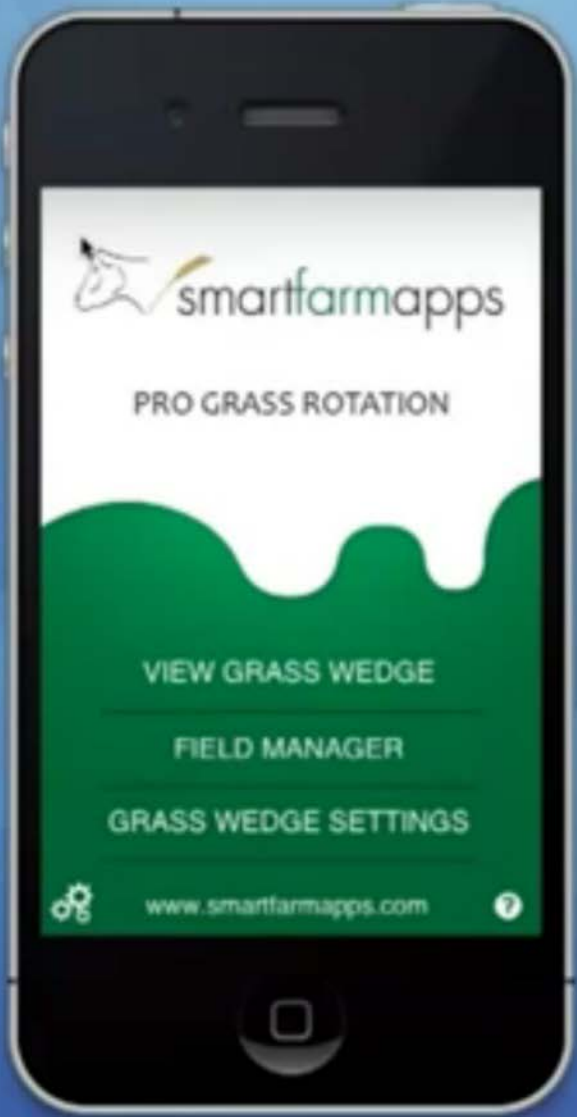 smartfarmapps
PRO GRASS ROTATION
VIEW GRASS WEDGE
FIELD MANAGER
GRASS WEDGE SETTINGS
www.smartfarmapps.com
?